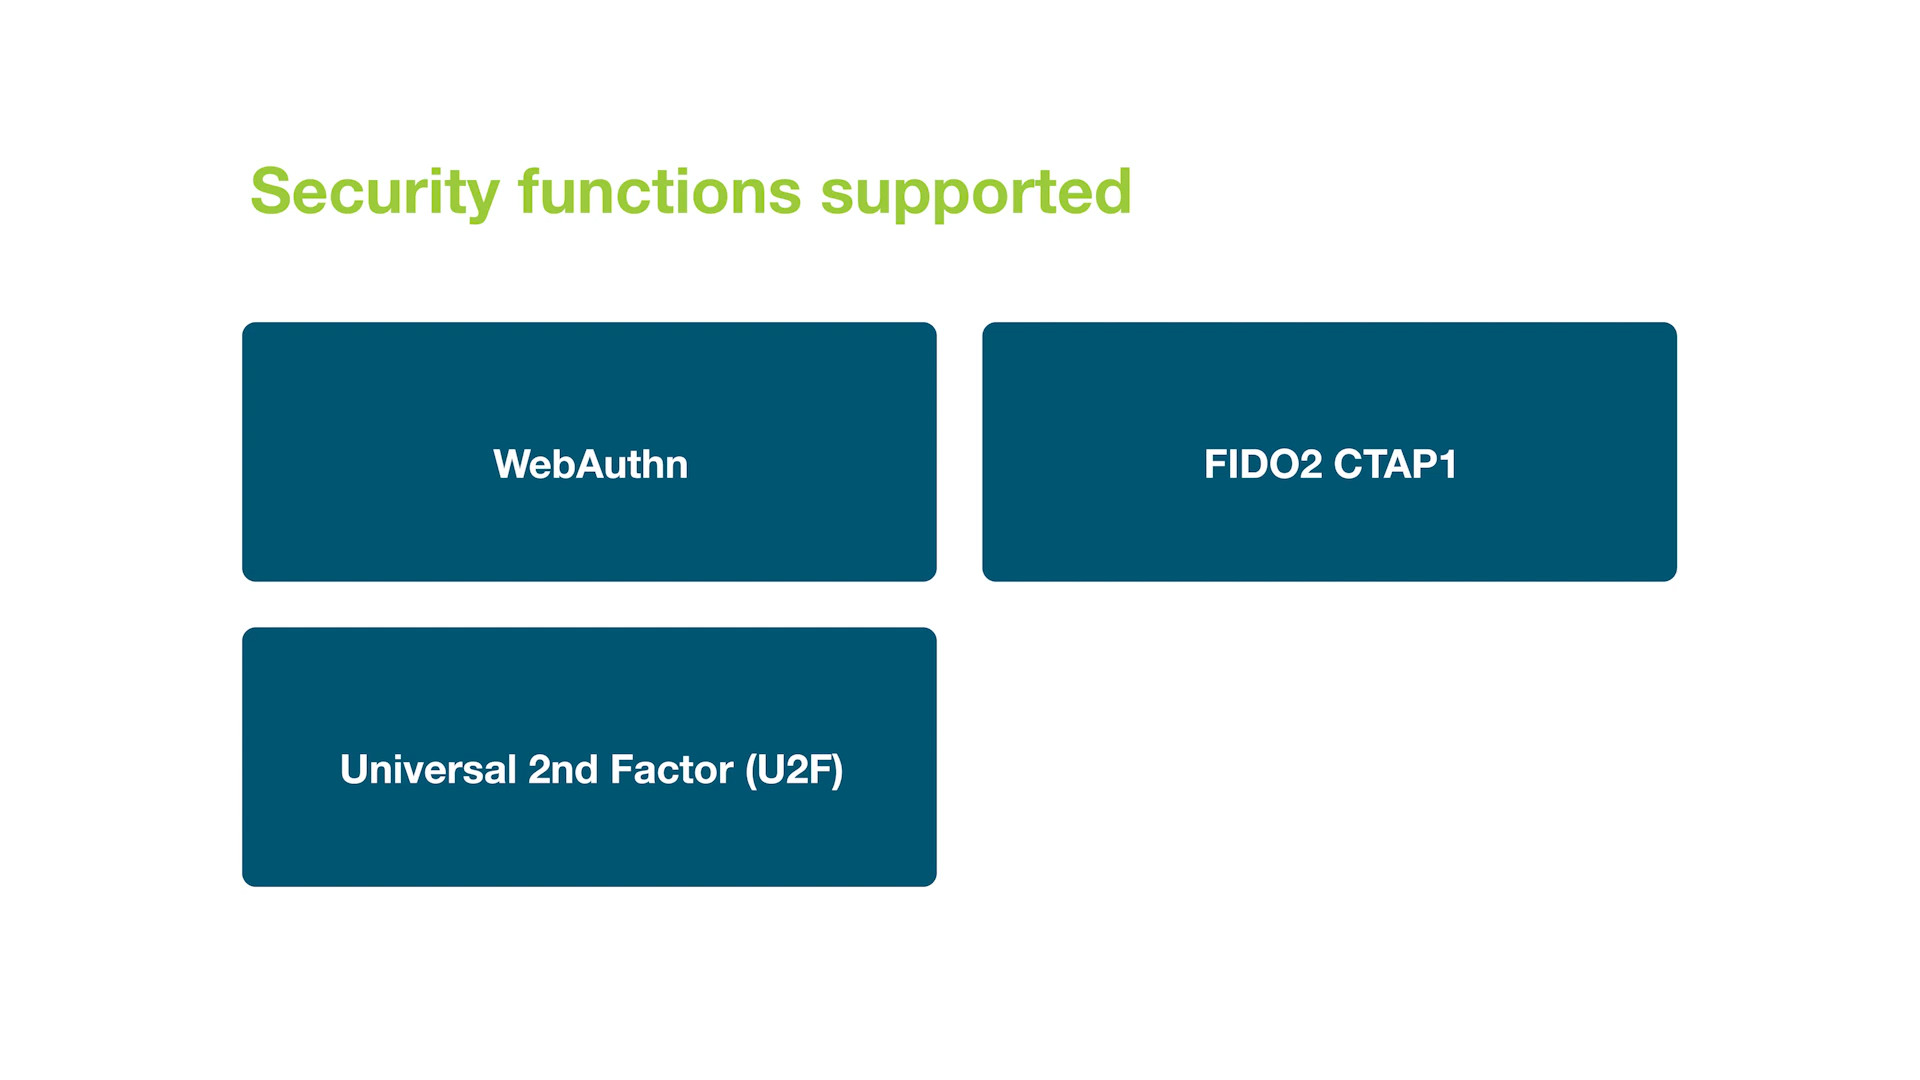 Security functions supported
WebAuthn
FIDO2 CTAP1
Universal 2nd Factor (U2F)